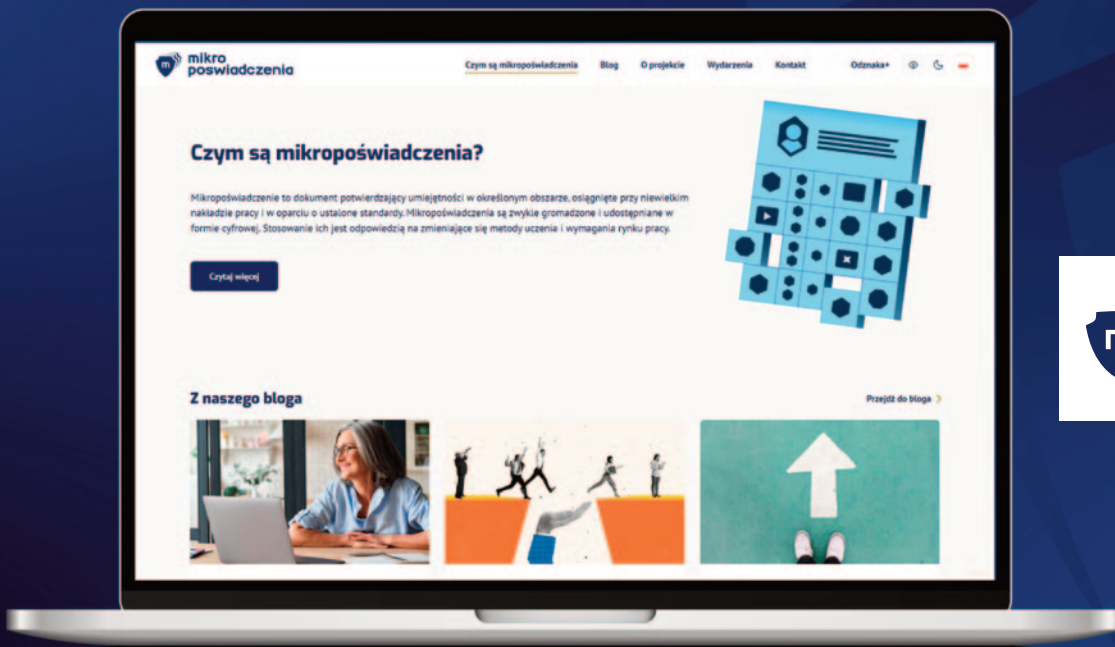 m
mikro
poswiadczenia
Czym są mikropoświadczenia Blog O projekcie Wydarzenia Kontakt Odznaka+
Czym są mikropoświadczenia?
Mikropoświadczenie to dokument potwierdzający umiejętności w określonym obszarze, osiągnięte przy niewielkim
nakładzie pracy i w oparciu o ustalone standardy. Mikropoświadczenia są zwykle gromadzone i udostępniane w
formie cyfrowej. Stosowanie ich jest odpowiedzią na zmieniające się metody uczenia i wymagania rynku pracy.
Czytaj więcej
Z naszego bloga
Przejdź do bloga >